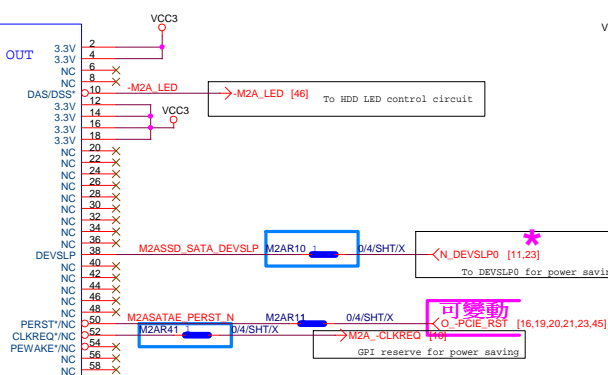 VCC3
V
OUT
3.3V 2
3.3V 4
NC 6
NC 8
DAS/DSS* 10 -M2A_LED -M2A_LED [46] To HDD LED control circuit
3.3V 12
VCC3
3.3V 14
3.3V 16
3.3V 18
NC 20
NC 22
NC 24
NC 26
NC 28
NC 30
NC 32
NC 34
NC 36
*
DEVSLP 38 M2ASSD_SATA_DEVSLP M2AR10 1 0/4/SHT/X N_DEVSLP0 [11,23]
NC 40
To DEVSLP0 for power savin
NC 42
NC 44
NC 46
NC 48
可變動
PERST*/NC 50 M2ASATAE_PERST_N M2AR11 0/4/SHT/X O_-PCIE_RST [16,19,20,21,23,45]
CLKREQ*/NC 52 M2AR41 1 0/4/SHT/X M2A_-CLKREQ [10]
PEWAKE*/NC 54
GPI reserve for power saving
NC 56
NC 58